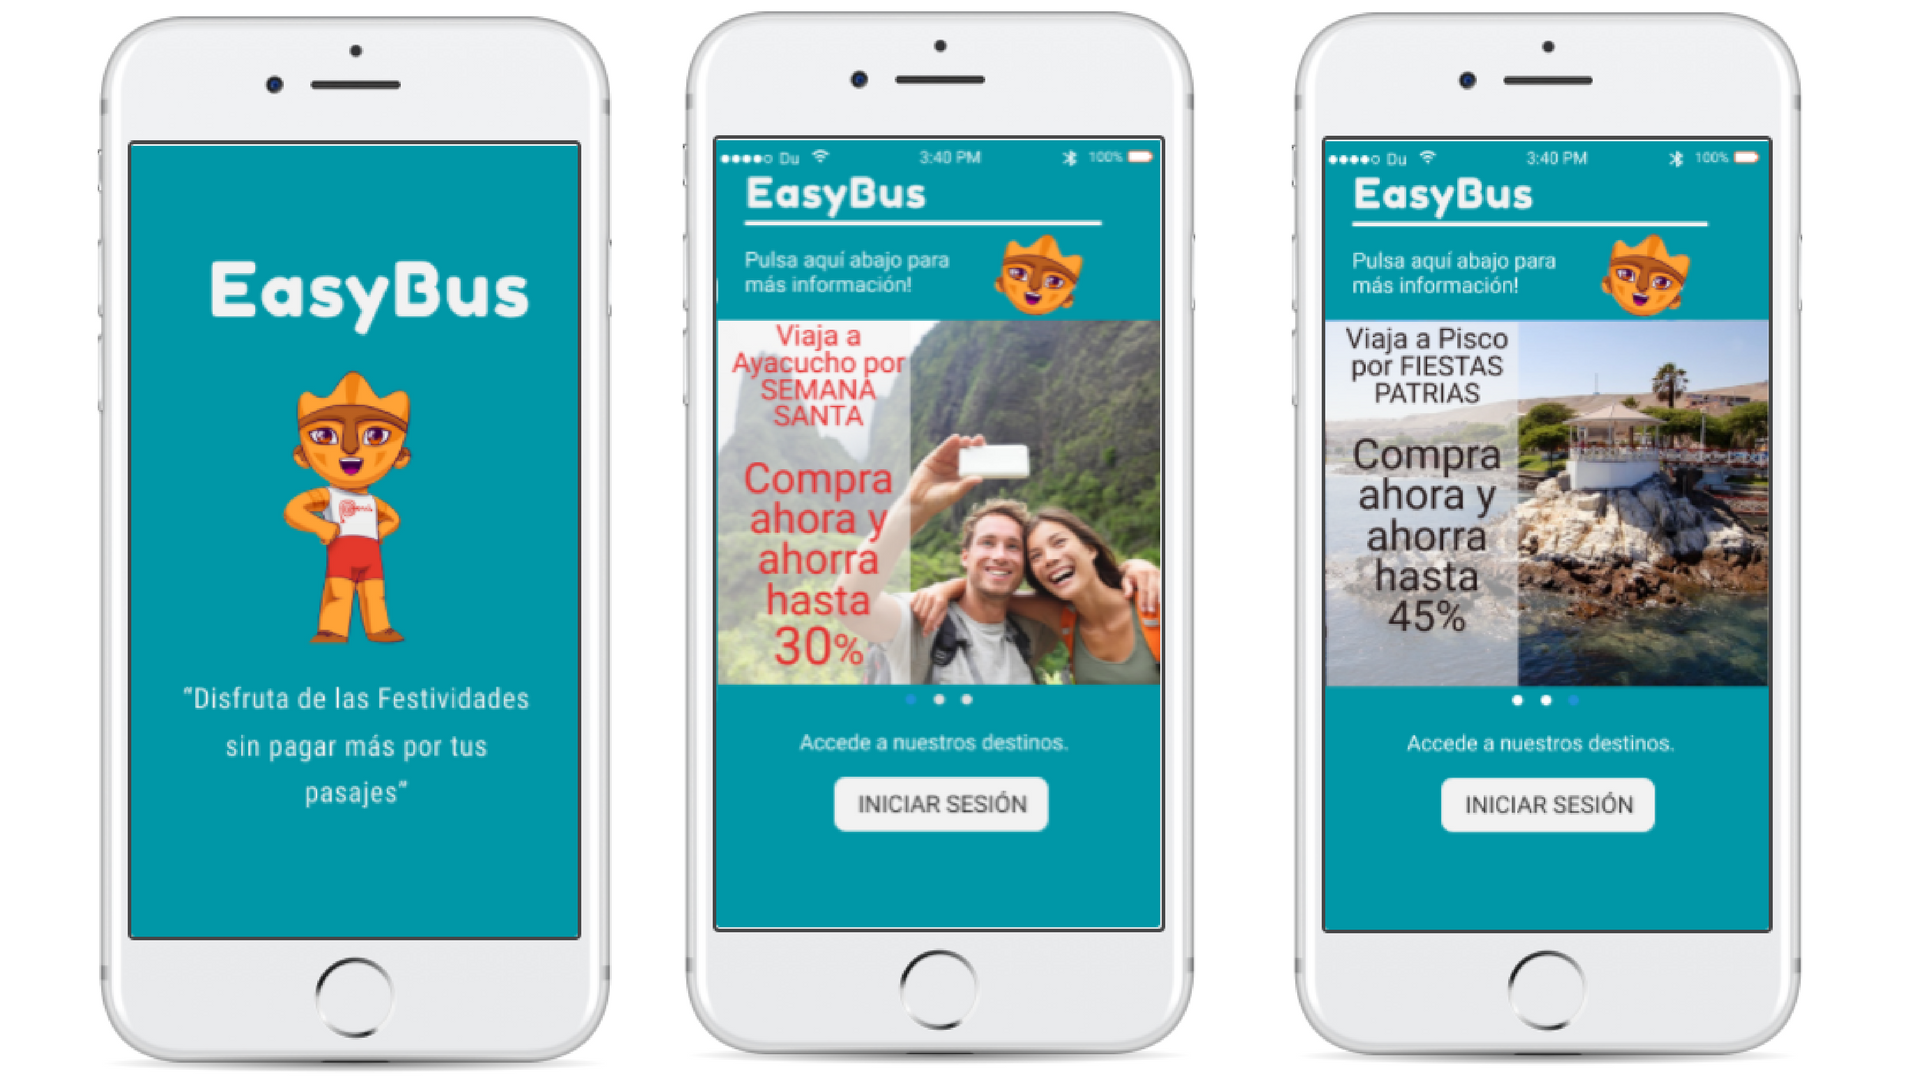 EasyBus
"Disfruta de las Festividades
sin pagar más por tus
pasajes"
Du 3:40 PM 100%
EasyBus
Pulsa aquí abajo para
más información!
Viaja a
Ayacucho por
SEMANA
SANTA
Compra
ahora y
ahorra
hasta
30%
Accede a nuestros destinos.
INICIAR SESIÓN
Du 3:40 PM 100%
EasyBus
Pulsa aquí abajo para
más información!
Viaja a Pisco
por FIESTAS
PATRIAS
Compra
ahora y
ahorra
hasta
45%
Accede a nuestros destinos.
INICIAR SESIÓN